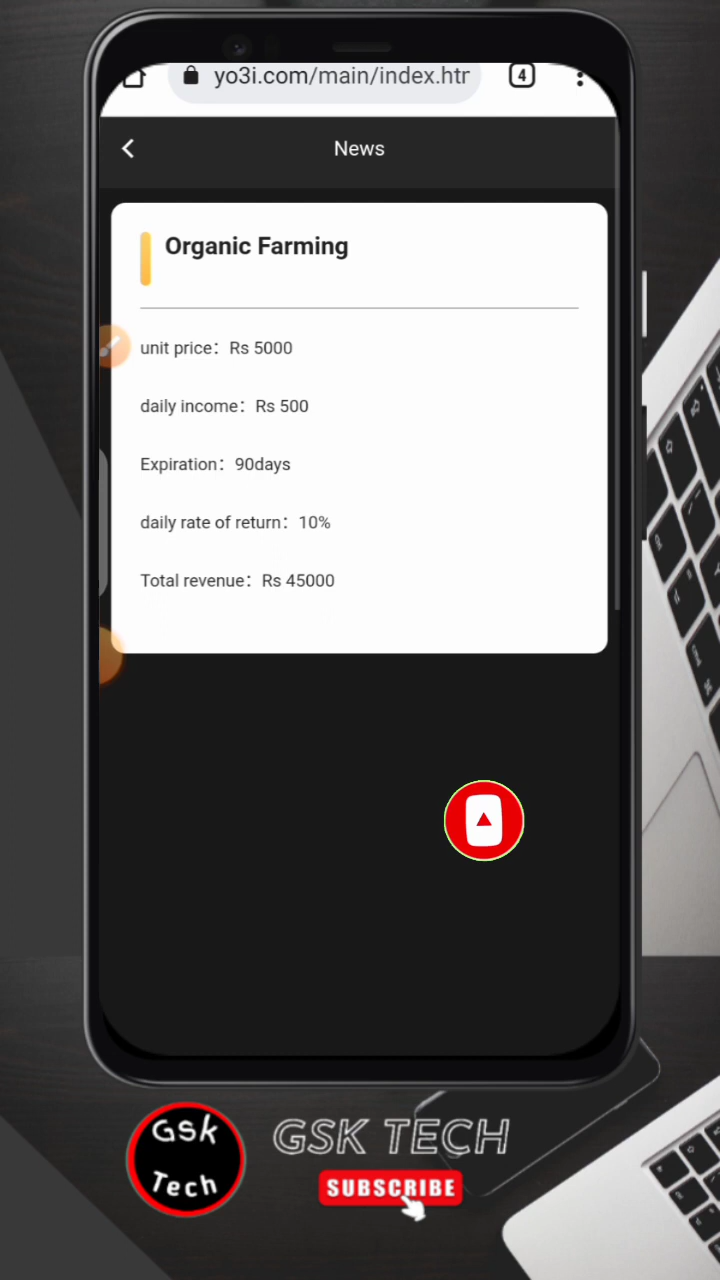 yo3i.com/main/index.htr
4
News
Organic Farming
unit price： Rs 5000
daily income： Rs 500
Expiration： 90days
daily rate of return： 10%
Total revenue： Rs 45000
Gsk
Tech
GSK TECH
SUBSCRIBE